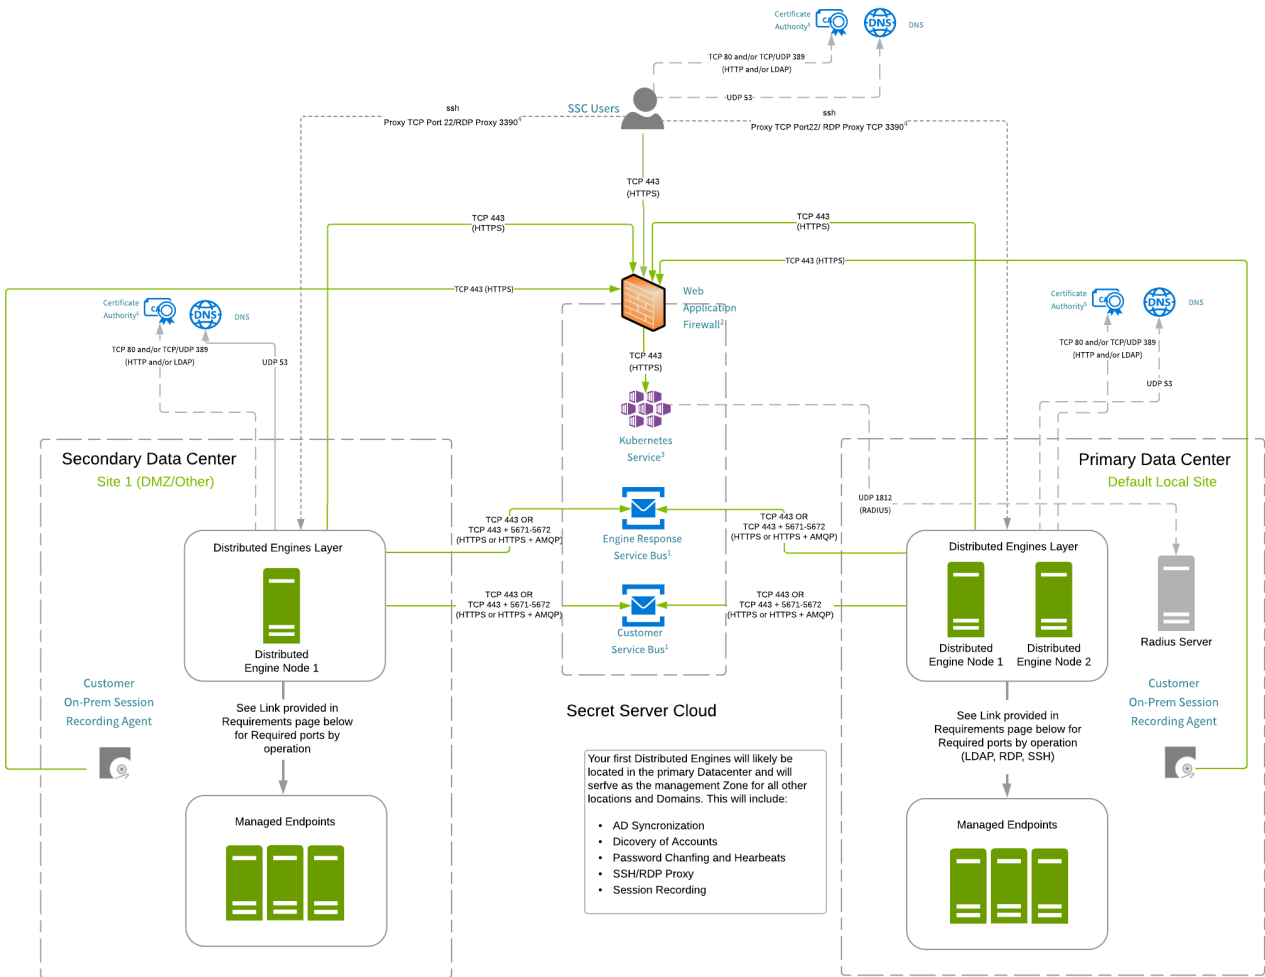 Certificate
Authority⁵
CA
DNS
DNS
TCP 80 and/or TCP/UDP 389
(HTTP and/or LDAP)
UDP 53
SSC Users
ssh
Proxy TCP Port 22/RDP Proxy 3390⁴
ssh
Proxy TCP Port22/ RDP Proxy TCP 3390⁴
TCP 443
(HTTPS)
TCP 443
(HTTPS)
TCP 443
(HTTPS)
TCP 443 (HTTPS)
TCP 443 (HTTPS)
Web
Application
Firewall²
Certificate
Authority⁵
CA
DNS
DNS
TCP 80 and/or TCP/UDP 389
(HTTP and/or LDAP)
UDP 53
Certificate
Authority⁵
CA
DNS
DNS
TCP 80 and/or TCP/UDP 389
(HTTP and/or LDAP)
UDP 53
TCP 443
(HTTPS)
Kubernetes
Service³
UDP 1812
(RADIUS)
Secondary Data Center
Site 1 (DMZ/Other)
Primary Data Center
Default Local Site
Distributed Engines Layer
Distributed
Engine Node 1
TCP 443 OR
TCP 443 + 5671-5672
(HTTPS or HTTPS + AMQP)
Engine Response
Service Bus¹
TCP 443 OR
TCP 443 + 5671-5672
(HTTPS or HTTPS + AMQP)
TCP 443 OR
TCP 443 + 5671-5672
(HTTPS or HTTPS + AMQP)
Customer
Service Bus¹
TCP 443 OR
TCP 443 + 5671-5672
(HTTPS or HTTPS + AMQP)
Distributed Engines Layer
Distributed
Engine Node 1
Distributed
Engine Node 2
Radius Server
Customer
On-Prem Session
Recording Agent
See Link provided in
Requirements page below
for Required ports by
operation
Managed Endpoints
Secret Server Cloud
Your first Distributed Engines will likely be
located in the primary Datacenter and will
serfve as the management Zone for all other
locations and Domains. This will include:
• AD Syncronization
• Dicovery of Accounts
• Password Chanfing and Hearbeats
• SSH/RDP Proxy
• Session Recording
See Link provided in
Requirements page below for
Required ports by operation
(LDAP, RDP, SSH)
Customer
On-Prem Session
Recording Agent
Managed Endpoints